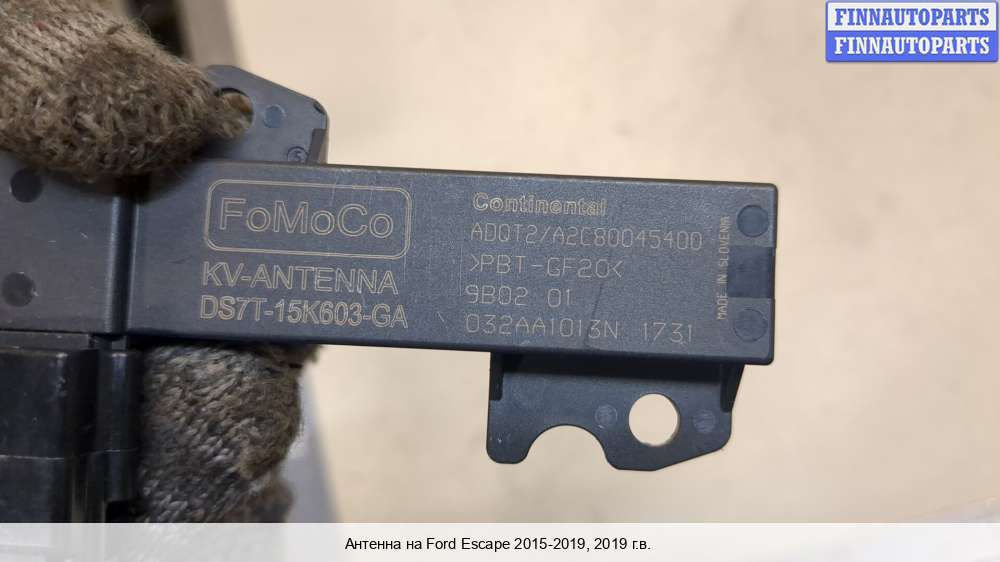 FINNAUTOPARTS
FINNAUTOPARTS
FoMoCo
KV-ANTENNA
DS7T-15K603-GA
Continental
ADQT2/A2C80045400
>PBT-GF20<
9B02 01
032AA1013N 1731
MADE IN SLOVENIA
5
Антенна на Ford Escape 2015-2019, 2019 г.в.